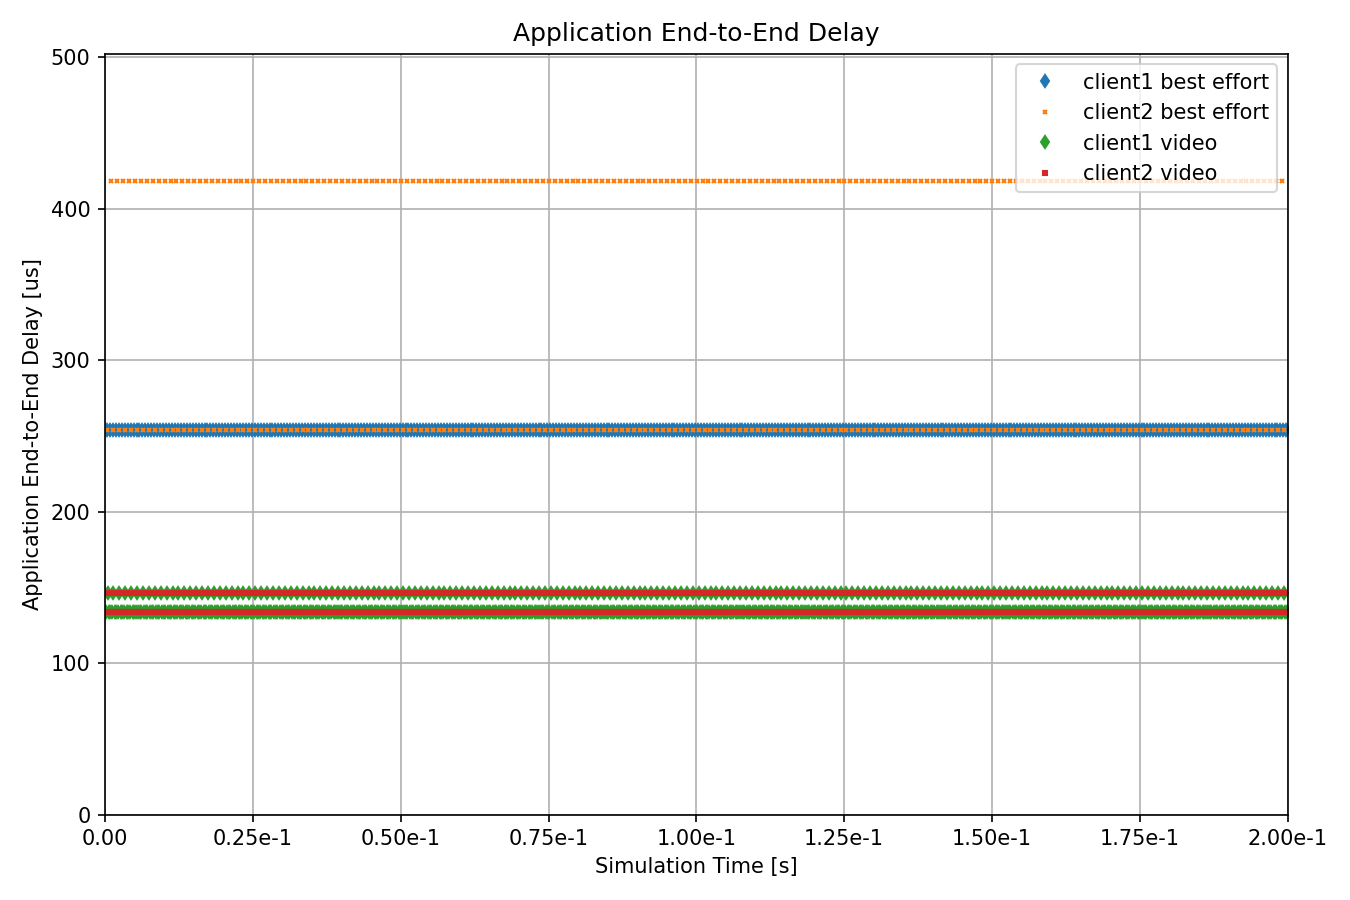 Application End-to-End Delay
500
400
300
200
100
0
Application End-to-End Delay [us]
client1 best effort
client2 best effort
client1 video
client2 video
0.00 0.25e-1 0.50e-1 0.75e-1 1.00e-1 1.25e-1 1.50e-1 1.75e-1 2.00e-1
Simulation Time [s]